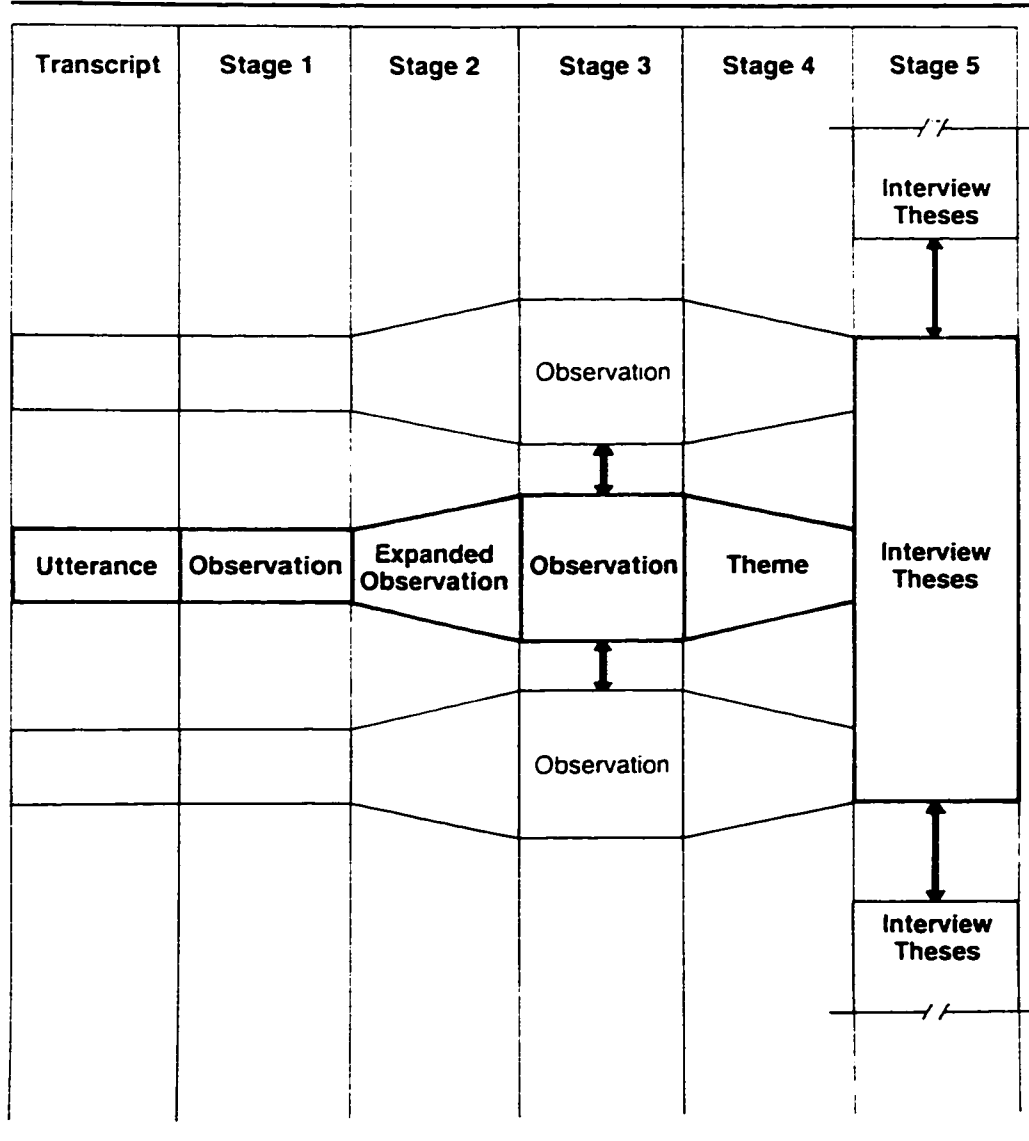 Transcript Stage 1 Stage 2 Stage 3 Stage 4 Stage 5
Interview
Theses
Observation
Utterance Observation Expanded
Observation Observation Theme Interview
Theses
Observation
Interview
Theses